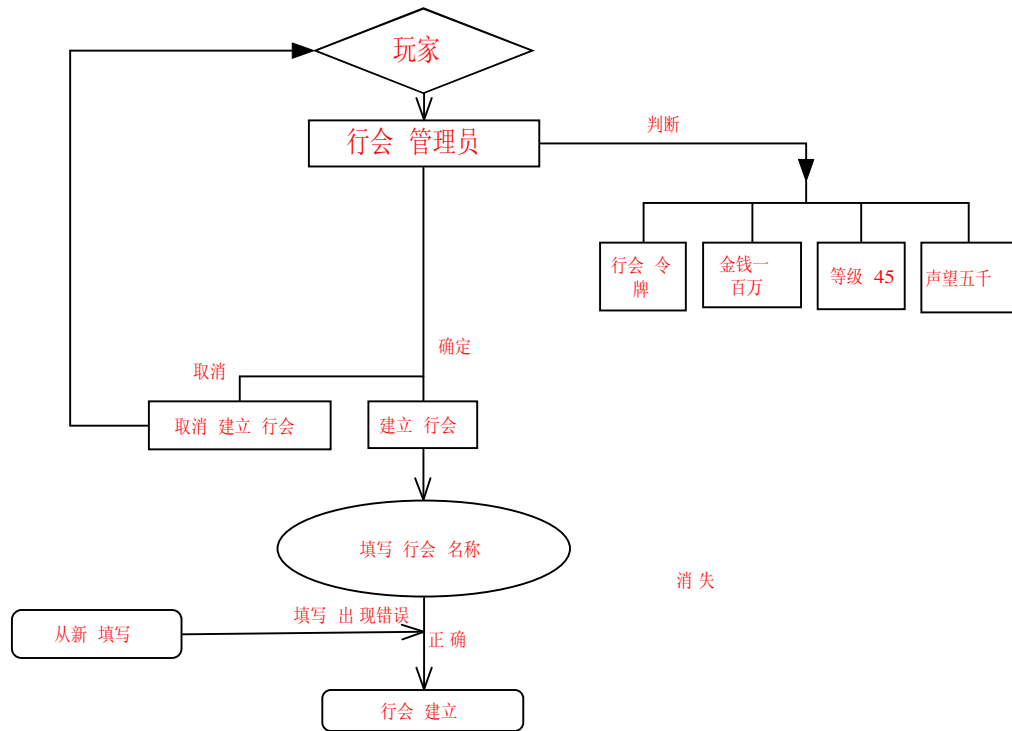 玩家
行会 管理员
判断
行会 令
牌
金钱一
百万
等级 45
声望五千
确定
取消
取消 建立 行会
建立 行会
填写 行会 名称
消 失
填写 出 现错误
从新 填写
正 确
行会 建立